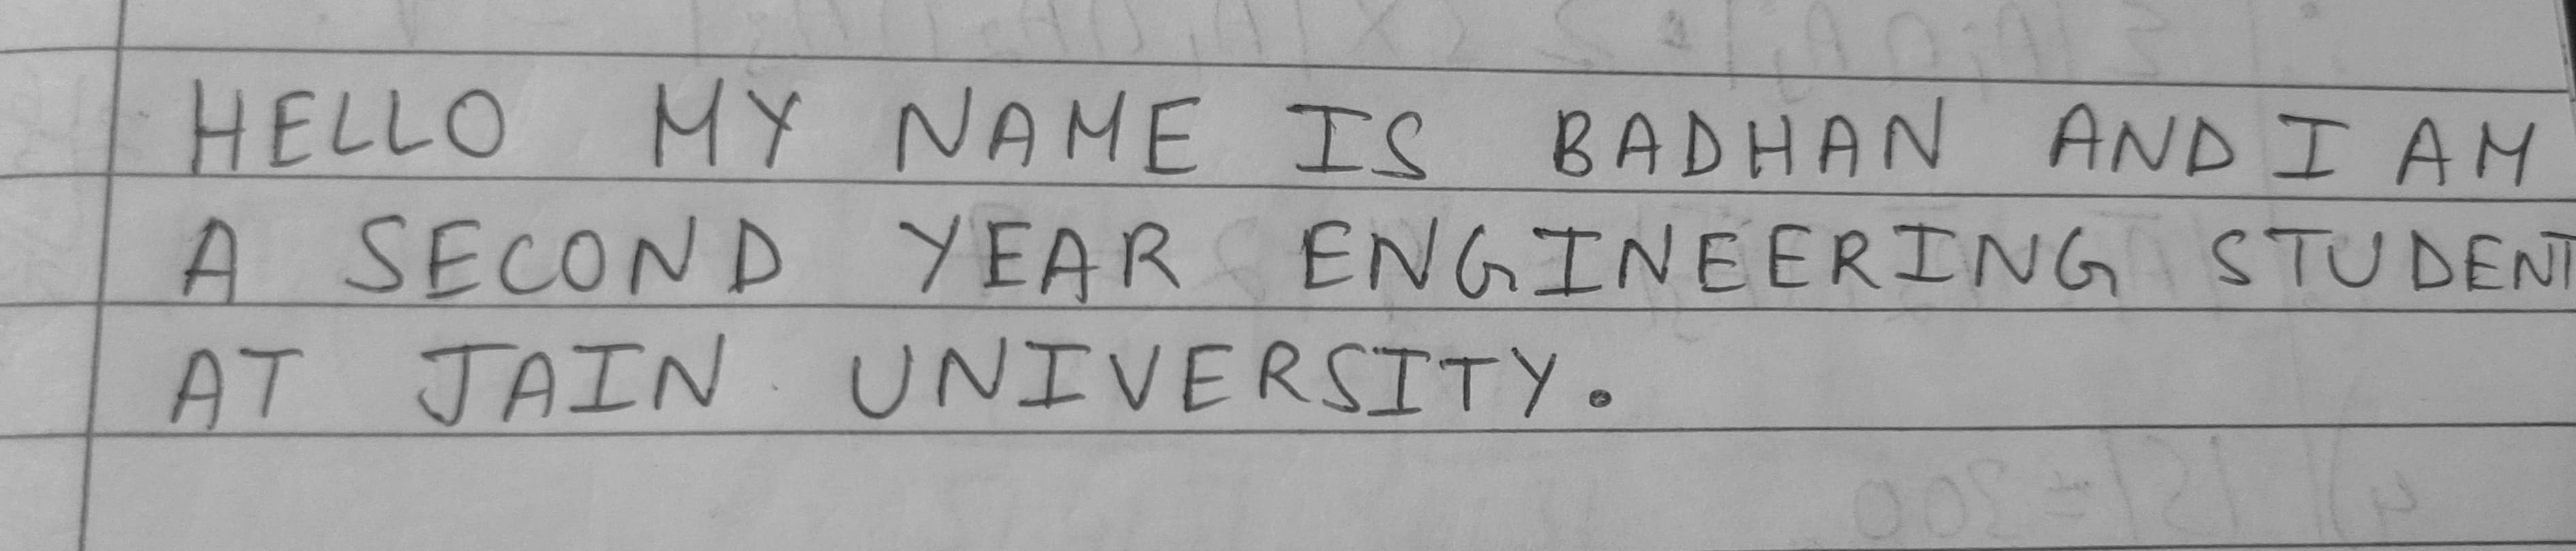 HELLO MY NAME IS BADHAN AND I AM
A SECOND YEAR ENGINEERING STUDENT
AT JAIN UNIVERSITY.